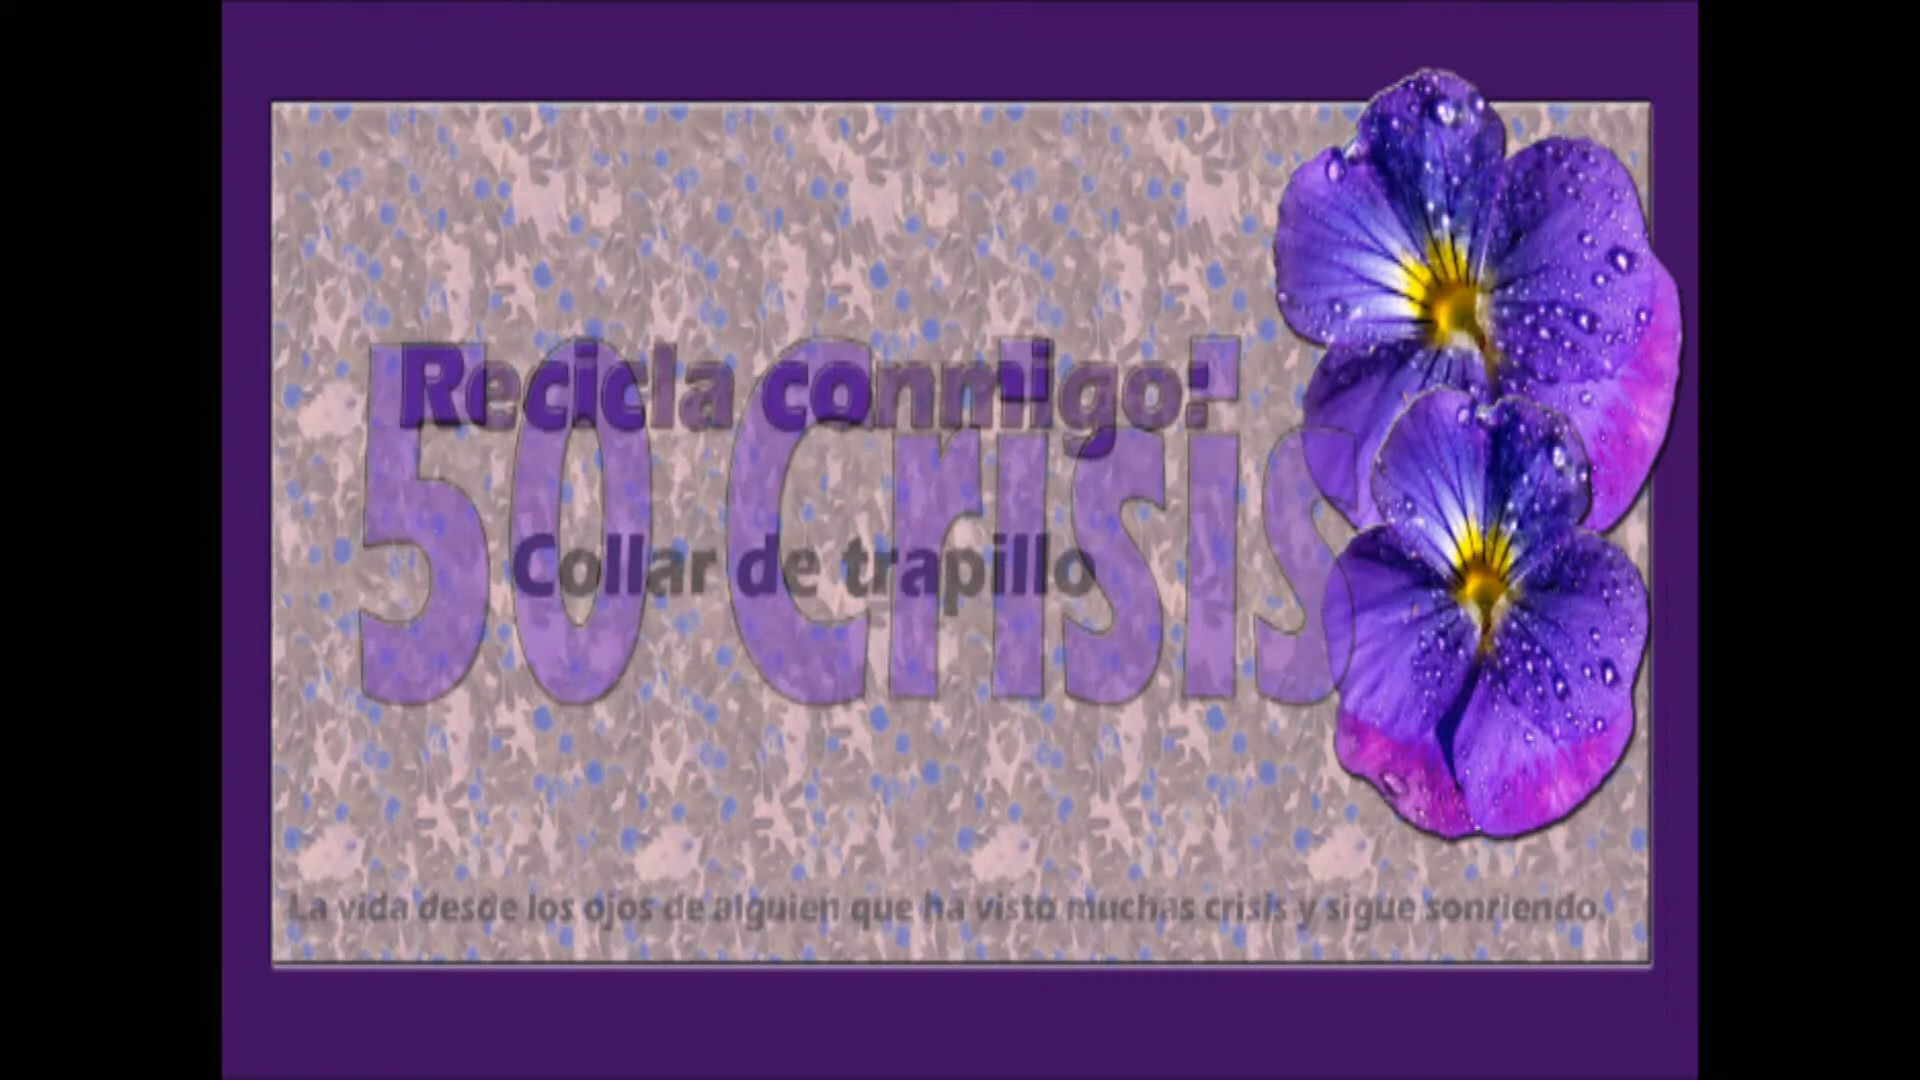 Recicla conmigo:
50 Crisis
Collar de trapillo
La vida desde los ojos de alguien que ha visto muchas crisis y sigue sonriendo.